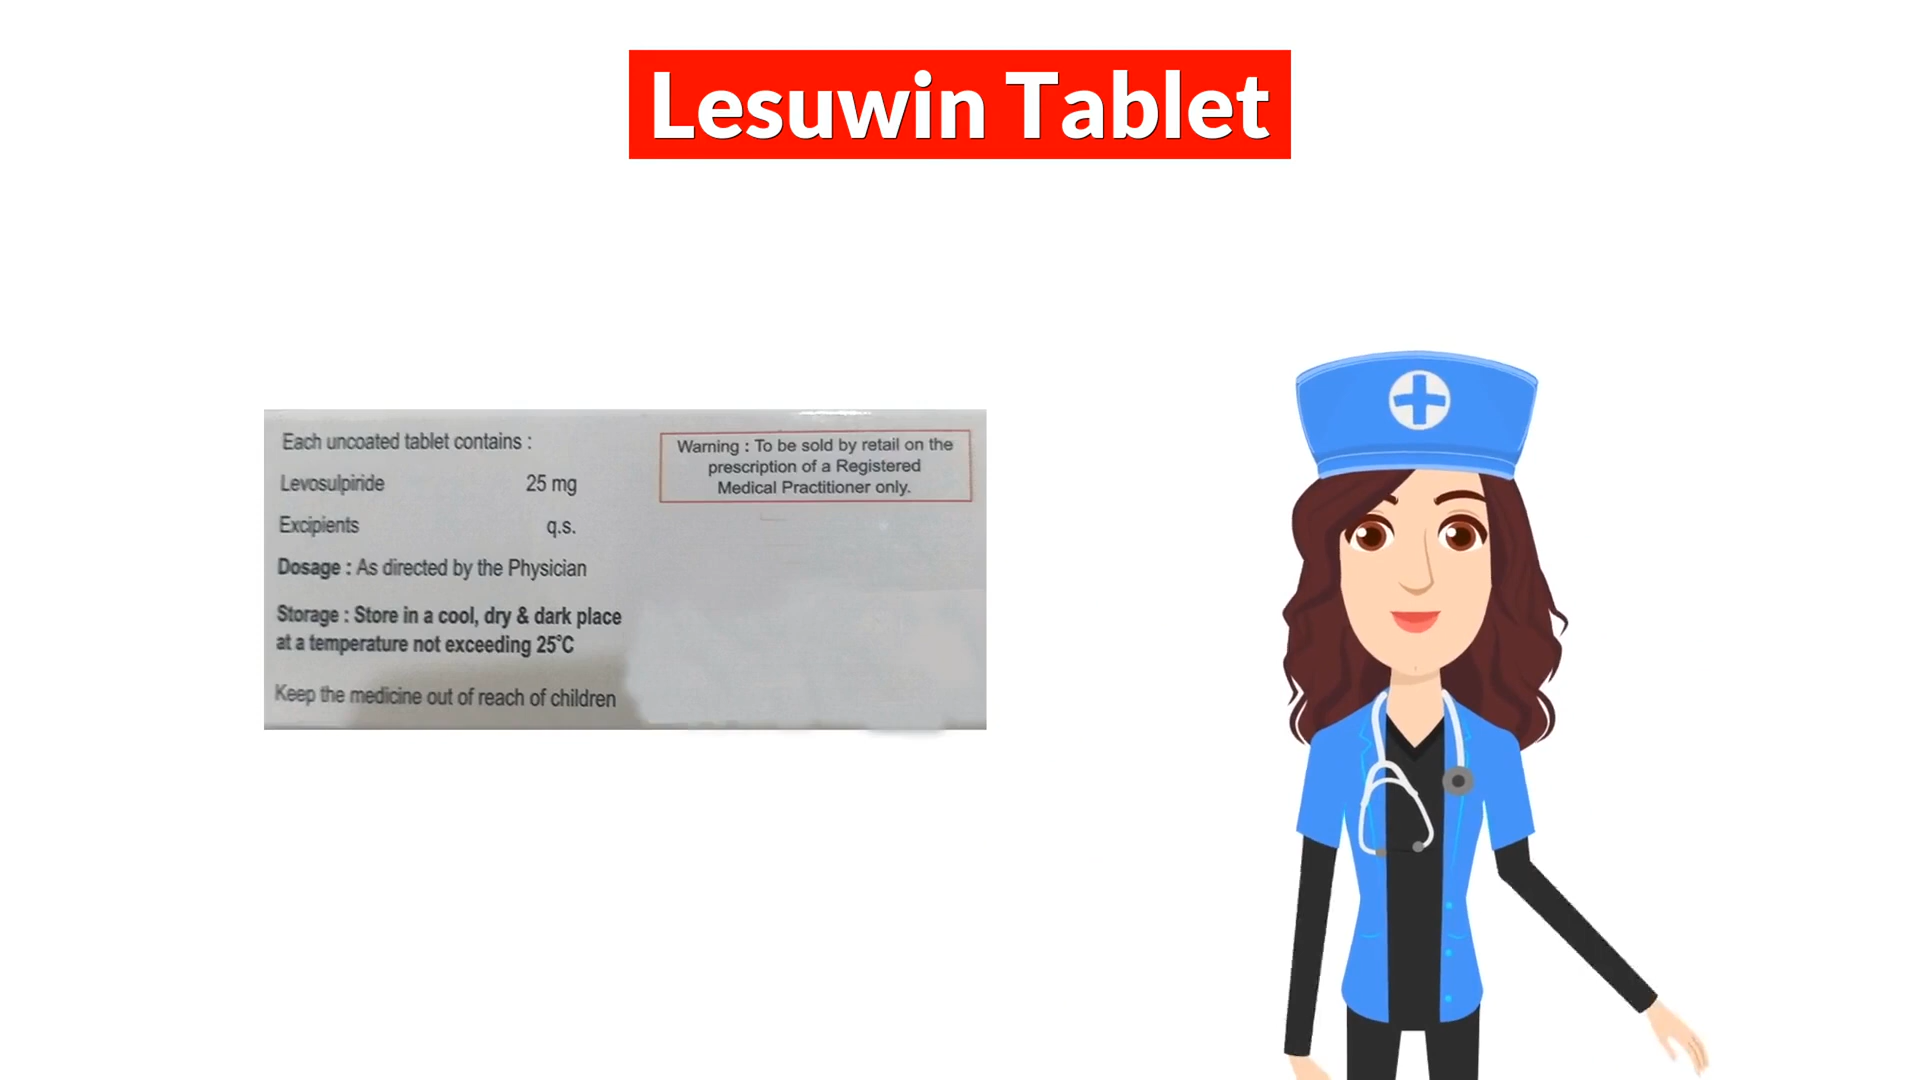 Lesuwin Tablet
Each uncoated tablet contains :
Levosulpiride 25 mg
Excipients q.s.
Dosage : As directed by the Physician
Storage : Store in a cool, dry & dark place
at a temperature not exceeding 25°C
Keep the medicine out of reach of children
Warning : To be sold by retail on the
prescription of a Registered
Medical Practitioner only.